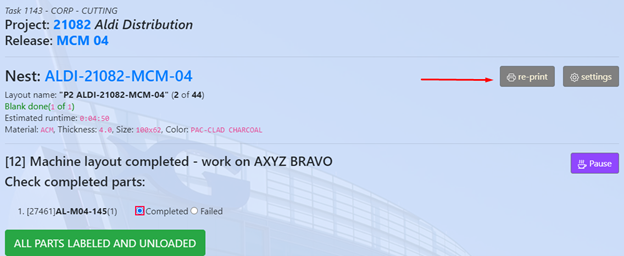 Task 1143 - CORP - CUTTING
Project: 21082 Aldi Distribution
Release: MCM 04
Nest: ALDI-21082-MCM-04
re-print
settings
Layout name: "P2 ALDI-21082-MCM-04" (2 of 44)
Blank done(1 of 1)
Estimated runtime: 0:04:50
Material: ACM, Thickness: 4.0, Size: 100x62, Color: PAC-CLAD CHARCOAL
[12] Machine layout completed - work on AXYZ BRAVO
Pause
Check completed parts:
1. [27461]AL-M04-145(1) Completed Failed
ALL PARTS LABELED AND UNLOADED